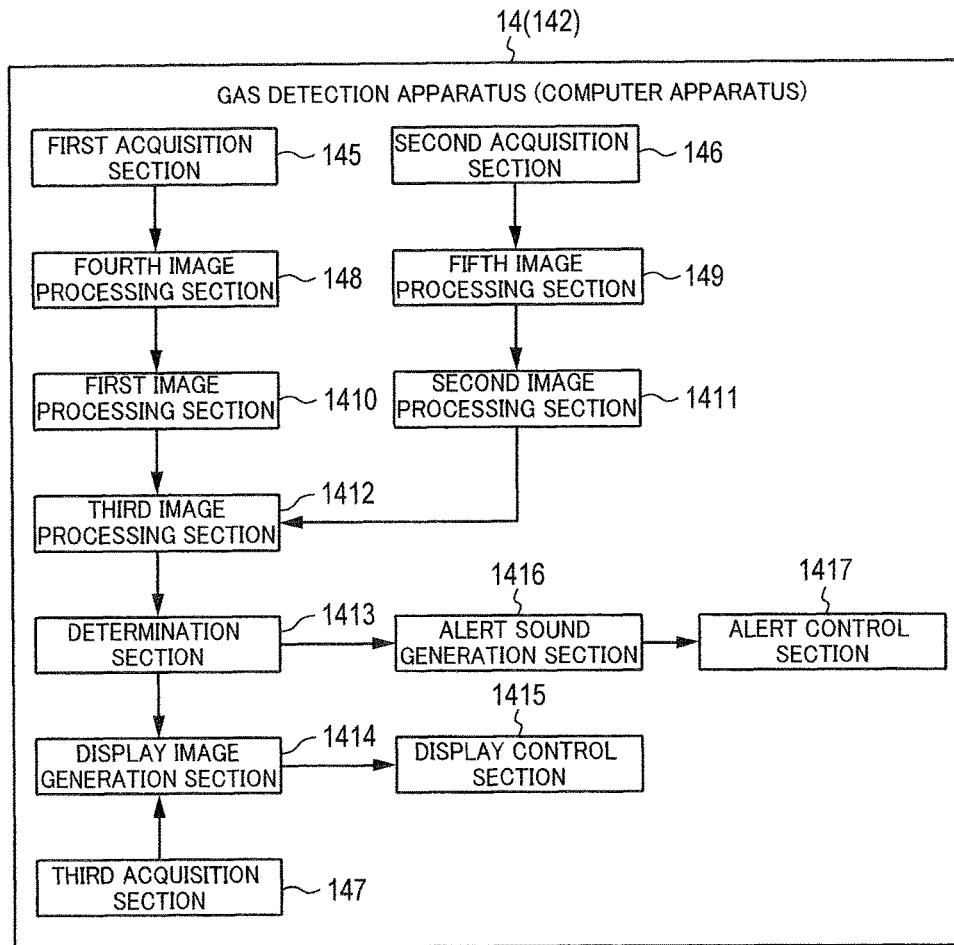 14(142)
GAS DETECTION APPARATUS (COMPUTER APPARATUS)
FIRST ACQUISITION
SECTION
145
SECOND ACQUISITION
SECTION
146
FOURTH IMAGE
PROCESSING SECTION
148
FIFTH IMAGE
PROCESSING SECTION
149
FIRST IMAGE
PROCESSING SECTION
1410
SECOND IMAGE
PROCESSING SECTION
1411
THIRD IMAGE
PROCESSING SECTION
1412
DETERMINATION
SECTION
1413
ALERT SOUND
GENERATION SECTION
1416
ALERT CONTROL
SECTION
1417
DISPLAY IMAGE
GENERATION SECTION
1414
DISPLAY CONTROL
SECTION
1415
THIRD ACQUISITION
SECTION
147